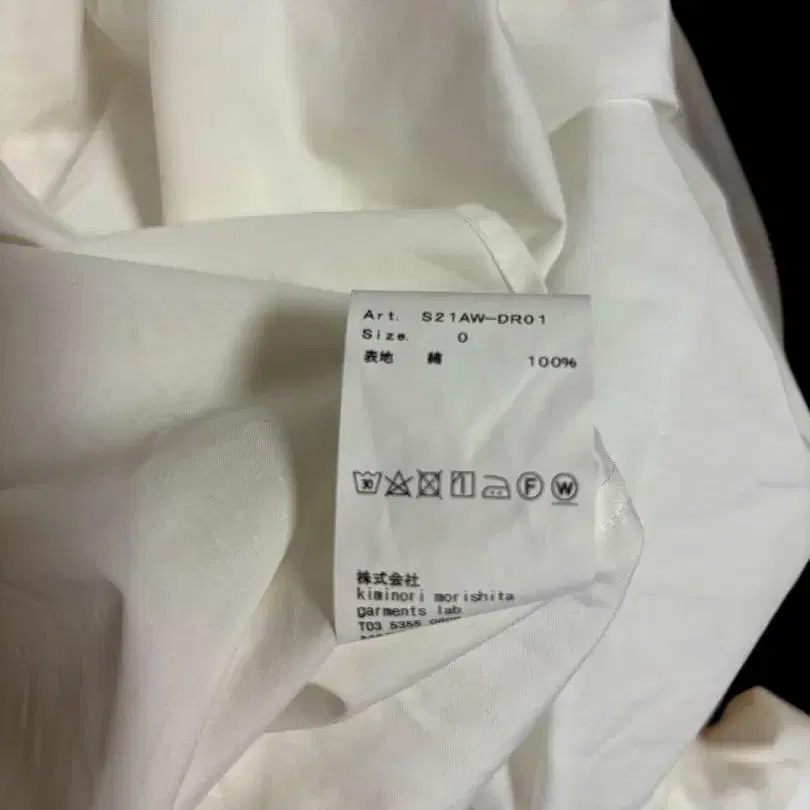 Art. S21AW-DR01
Size. 0
表地 綿 100%
30 F W
株式会社
kiminori morishita
garments lab
T03 5355